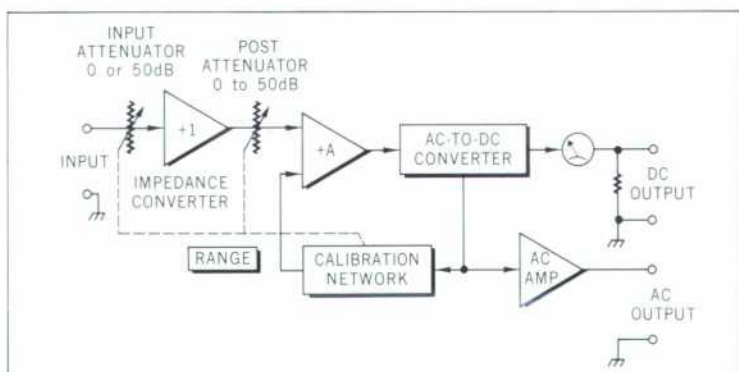 INPUT
ATTENUATOR
0 or 50dB
POST
ATTENUATOR
0 to 50dB
+1
+A
AC-TO-DC
CONVERTER
INPUT
IMPEDANCE
CONVERTER
DC
OUTPUT
RANGE
CALIBRATION
NETWORK
AC
AMP
AC
OUTPUT